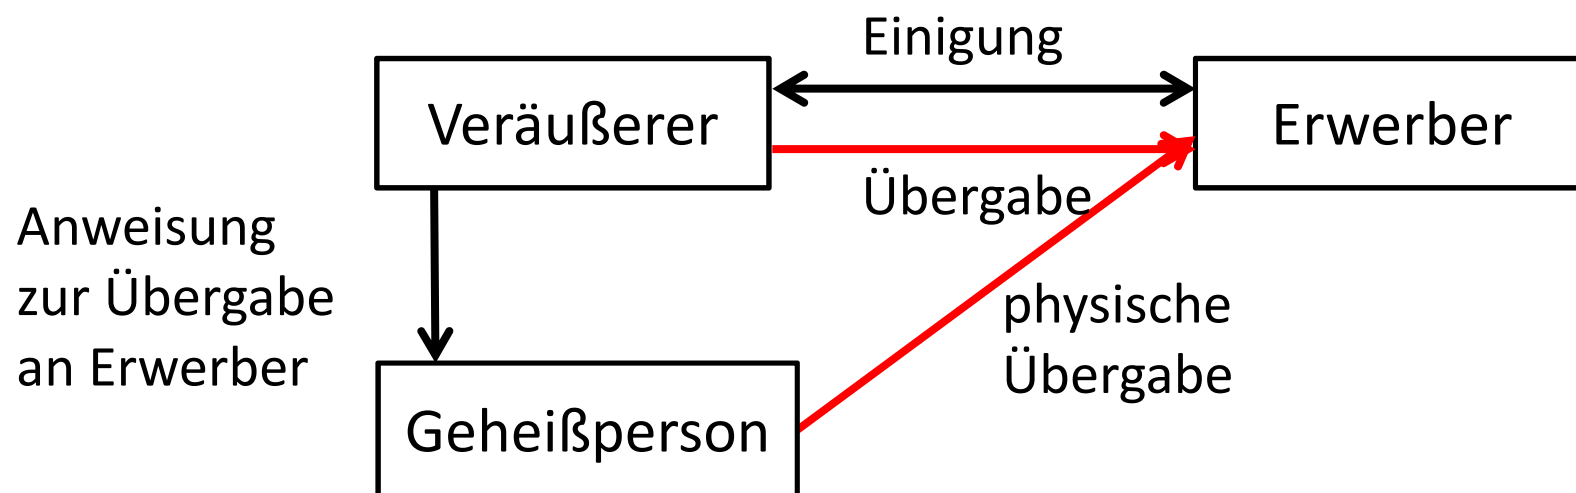 Einigung
Veräußerer
Erwerber
Übergabe
Anweisung
zur Übergabe
an Erwerber
physische
Übergabe
Geheißperson